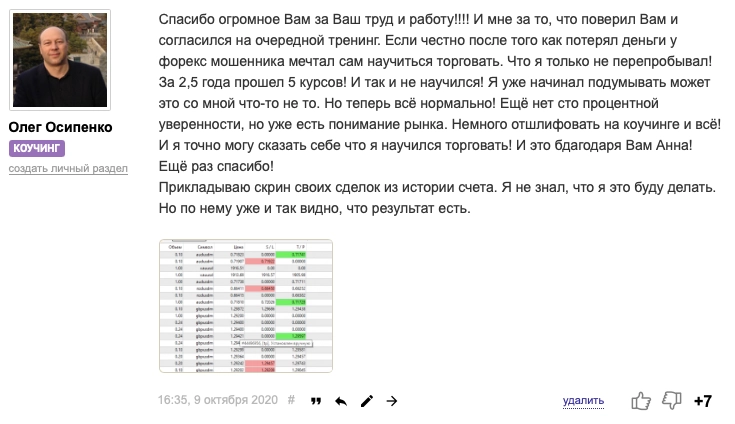 Спасибо огромное Вам за Ваш труд и работу!!!! И мне за то, что поверил Вам и
согласился на очередной тренинг. Если честно после того как потерял деньги у
форекс мошенника мечтал сам научиться торговать. Что я только не перепробывал!
За 2,5 года прошел 5 курсов! И так и не научился! Я уже начинал подумывать может
это со мной что-то не то. Но теперь всё нормально! Ещё нет сто процентной
уверенности, но уже есть понимание рынка. Немного отшлифовать на коучинге и всё!
И я точно могу сказать себе что я научился торговать! И это бдагодаря Вам Анна!
Ещё раз спасибо!
Прикладываю скрин своих сделок из истории счета. Я не знал, что я это буду делать.
Но по нему уже и так видно, что результат есть.
Олег Осипенко
КОУЧИНГ
создать личный раздел
Объем Символ Цена S / L T / P
16:35, 9 октября 2020 #
удалить
+7